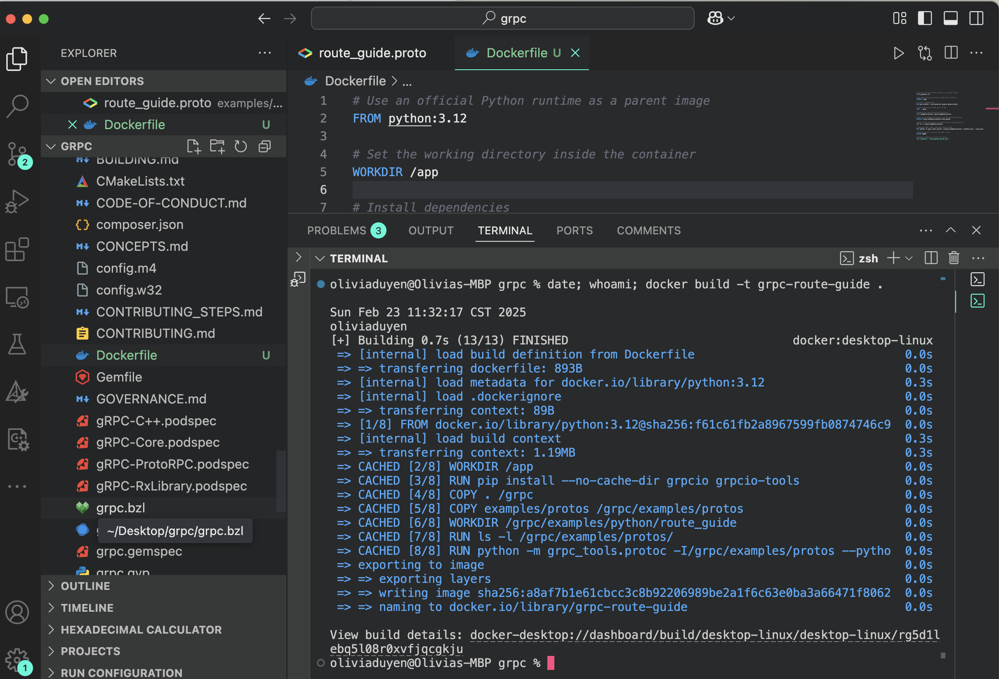 grpc
EXPLORER
OPEN EDITORS
route_guide.proto examples/...
Dockerfile U
GRPC
BUILDING.md
CMakeLists.txt
CODE-OF-CONDUCT.md
composer.json
CONCEPTS.md
config.m4
config.w32
CONTRIBUTING_STEPS.md
CONTRIBUTING.md
Dockerfile U
Gemfile
GOVERNANCE.md
gRPC-C++.podspec
gRPC-Core.podspec
gRPC-ProtoRPC.podspec
gRPC-RxLibrary.podspec
grpc.bzl
~/Desktop/grpc/grpc.bzl
grpc.gemspec
grpc.gyp
OUTLINE
TIMELINE
HEXADECIMAL CALCULATOR
PROJECTS
RUN CONFIGURATION
2
1
route_guide.proto
Dockerfile U
Dockerfile > ...
1 # Use an official Python runtime as a parent image
2 FROM python:3.12
3
4 # Set the working directory inside the container
5 WORKDIR /app
6
7 # Install dependencies
PROBLEMS 3 OUTPUT TERMINAL PORTS COMMENTS
TERMINAL
zsh
oliviaduyen@Olivias-MBP grpc % date; whoami; docker build -t grpc-route-guide .
Sun Feb 23 11:32:17 CST 2025
oliviaduyen
[+] Building 0.7s (13/13) FINISHED docker:desktop-linux
=> [internal] load build definition from Dockerfile 0.0s
=> => transferring dockerfile: 893B 0.0s
=> [internal] load metadata for docker.io/library/python:3.12 0.3s
=> [internal] load .dockerignore 0.0s
=> => transferring context: 89B 0.0s
=> [1/8] FROM docker.io/library/python:3.12@sha256:f61c61fb2a8967599fb0874746c9 0.0s
=> [internal] load build context 0.3s
=> => transferring context: 1.19MB 0.3s
=> CACHED [2/8] WORKDIR /app 0.0s
=> CACHED [3/8] RUN pip install --no-cache-dir grpcio grpcio-tools 0.0s
=> CACHED [4/8] COPY . /grpc 0.0s
=> CACHED [5/8] COPY examples/protos /grpc/examples/protos 0.0s
=> CACHED [6/8] WORKDIR /grpc/examples/python/route_guide 0.0s
=> CACHED [7/8] RUN ls -l /grpc/examples/protos/ 0.0s
=> CACHED [8/8] RUN python -m grpc_tools.protoc -I/grpc/examples/protos --pytho 0.0s
=> exporting to image 0.0s
=> => exporting layers 0.0s
=> => writing image sha256:a8af7b1e61cbcc3c8b92206989be2a1f6c63e0ba3a66471f8062 0.0s
=> => naming to docker.io/library/grpc-route-guide 0.0s
View build details: docker-desktop://dashboard/build/desktop-linux/desktop-linux/rg5d1l
ebq5l08r0xvfjqcgkju
oliviaduyen@Olivias-MBP grpc %